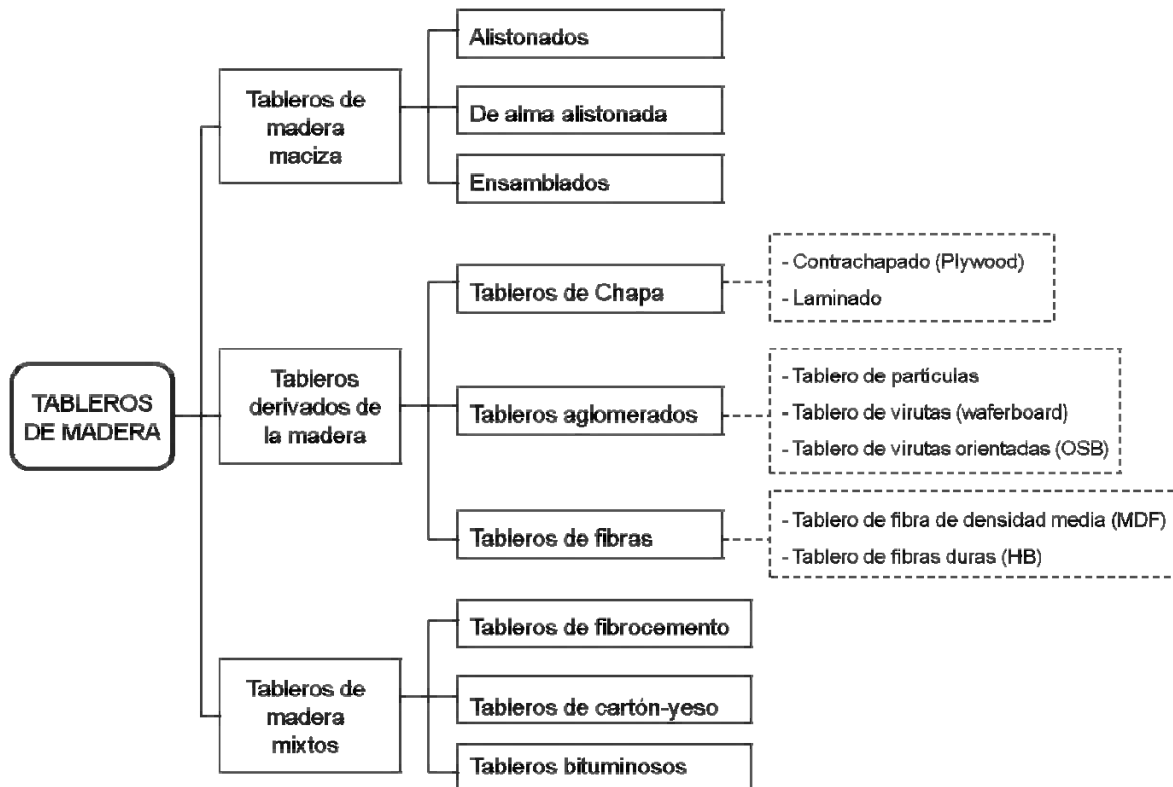 TABLEROS
DE MADERA
Tableros de
madera
maciza
Alistonados
De alma alistonada
Ensamblados
Tableros
derivados de
la madera
Tableros de Chapa
- Contrachapado (Plywood)
- Laminado
Tableros aglomerados
- Tablero de partículas
- Tablero de virutas (waferboard)
- Tablero de virutas orientadas (OSB)
Tableros de fibras
- Tablero de fibra de densidad media (MDF)
- Tablero de fibras duras (HB)
Tableros de
madera
mixtos
Tableros de fibrocemento
Tableros de cartón-yeso
Tableros bituminosos